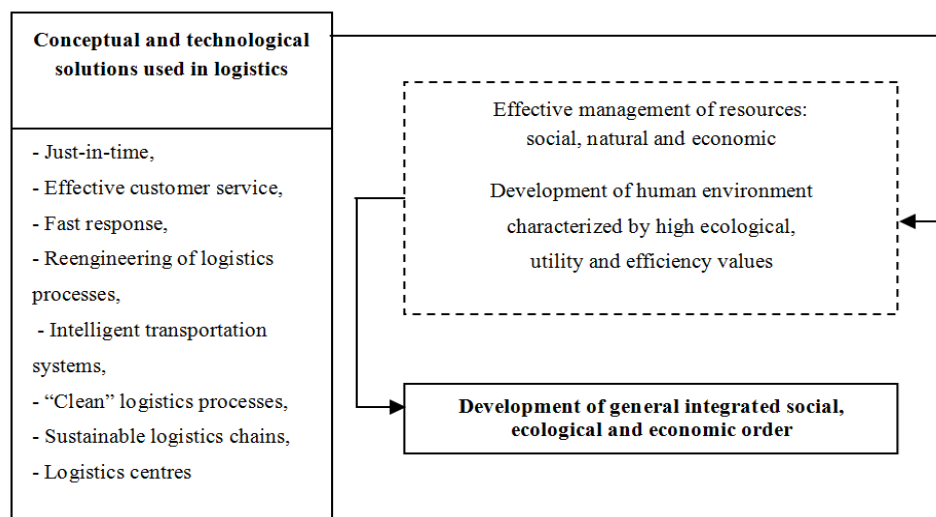 Conceptual and technological
solutions used in logistics
- Just-in-time,
- Effective customer service,
- Fast response,
- Reengineering of logistics
processes,
- Intelligent transportation
systems,
- “Clean” logistics processes,
- Sustainable logistics chains,
- Logistics centres
Effective management of resources:
social, natural and economic
Development of human environment
characterized by high ecological,
utility and efficiency values
Development of general integrated social,
ecological and economic order